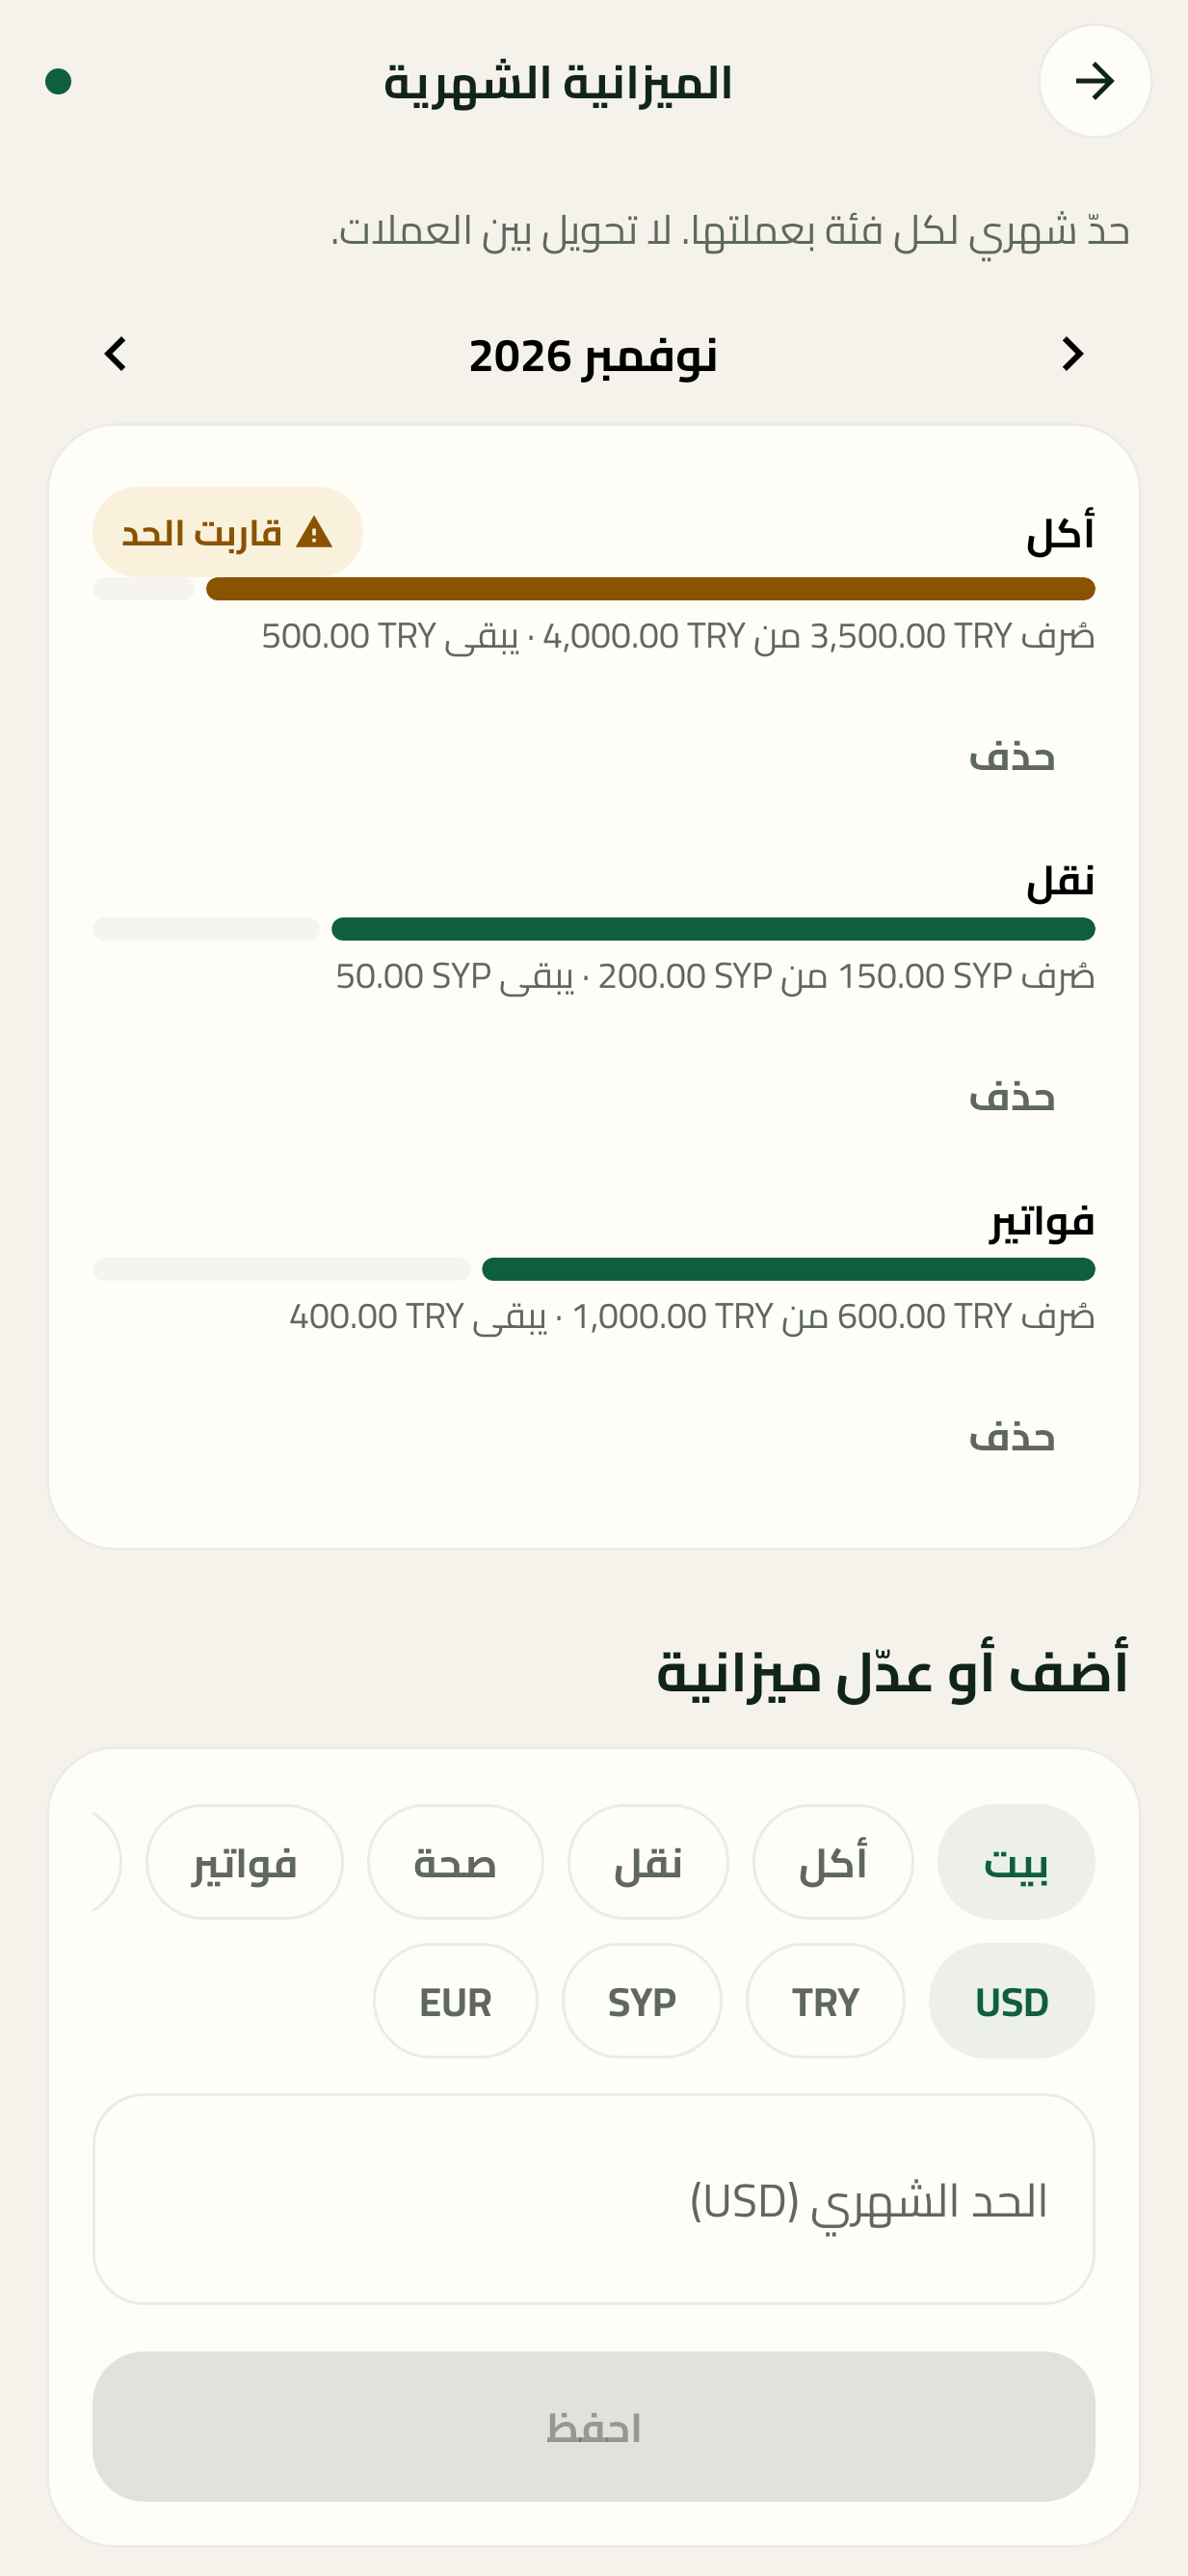 الميزانية الشهرية
حدّ شهري لكل فئة بعملتها. لا تحويل بين العملات.
نوفمبر 2026
أكل
قاربت الحد
صُرف 3,500.00 TRY من 4,000.00 TRY · يبقى 500.00 TRY
حذف
نقل
صُرف 150.00 SYP من 200.00 SYP · يبقى 50.00 SYP
حذف
فواتير
صُرف 600.00 TRY من 1,000.00 TRY · يبقى 400.00 TRY
حذف
أضف أو عدّل ميزانية
بيت أكل نقل صحة فواتير
USD TRY SYP EUR
الحد الشهري (USD)
احفظ